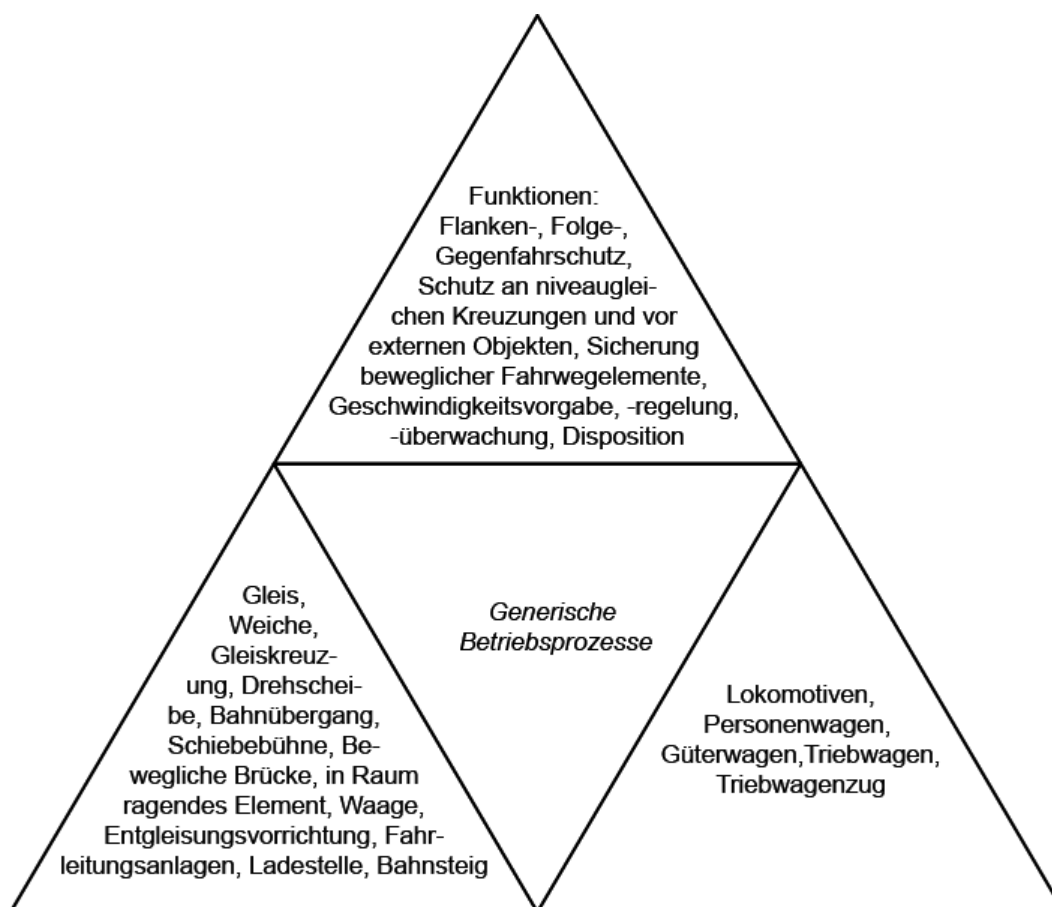 Funktionen:
Flanken-, Folge-,
Gegenfahrschutz,
Schutz an niveauglei-
chen Kreuzungen und vor
externen Objekten, Sicherung
beweglicher Fahrwegelemente,
Geschwindigkeitsvorgabe, -regelung,
-überwachung, Disposition
Gleis,
Weiche,
Gleiskreuz-
ung, Drehschei-
be, Bahnübergang,
Schiebebühne, Be-
wegliche Brücke, in Raum
ragendes Element, Waage,
Entgleisungsvorrichtung, Fahr-
leitungsanlagen, Ladestelle, Bahnsteig
Generische
Betriebsprozesse
Lokomotiven,
Personenwagen,
Güterwagen,Triebwagen,
Triebwagenzug